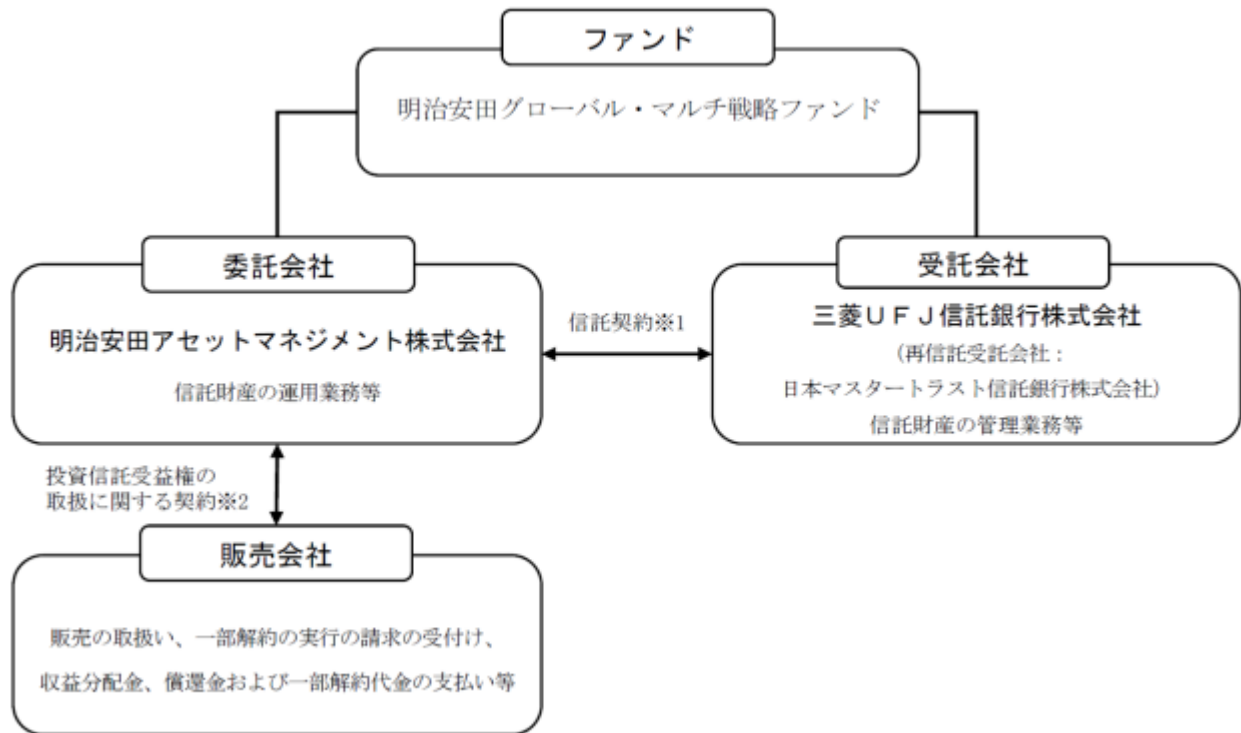 ファンド
明治安田グローバル・マルチ戦略ファンド
委託会社
明治安田アセットマネジメント株式会社
信託財産の運用業務等
信託契約※1
受託会社
三菱ＵＦＪ信託銀行株式会社
(再信託受託会社：
日本マスタートラスト信託銀行株式会社)
信託財産の管理業務等
投資信託受益権の
取扱に関する契約※2
販売会社
販売の取扱い、一部解約の実行の請求の受付け、
収益分配金、償還金および一部解約代金の支払い等